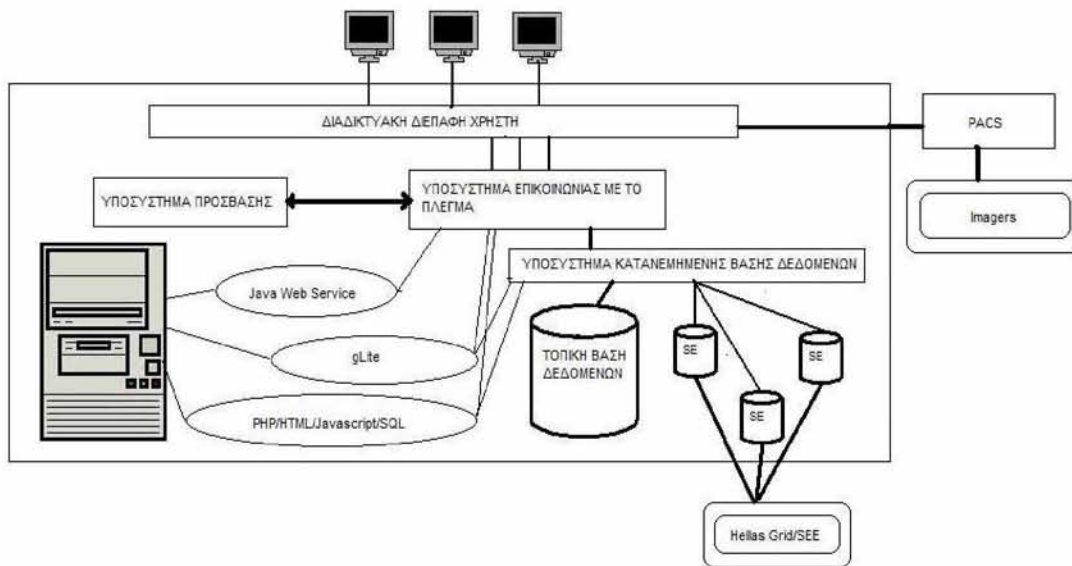 ΔΙΑΔΙΚΤΥΑΚΗ ΔΙΕΠΑΦΗ ΧΡΗΣΤΗ
PACS
ΥΠΟΣΥΣΤΗΜΑ ΠΡΟΣΒΑΣΗΣ
ΥΠΟΣΥΣΤΗΜΑ ΕΠΙΚΟΙΝΩΝΙΑΣ ΜΕ ΤΟ
ΠΛΕΓΜΑ
Imagers
ΥΠΟΣΥΣΤΗΜΑ ΚΑΤΑΝΕΜΗΜΕΝΗΣ ΒΑΣΗΣ ΔΕΔΟΜΕΝΩΝ
Java Web Service
gLite
PHP/HTML/Javascript/SQL
ΤΟΠΙΚΗ ΒΑΣΗ
ΔΕΔΟΜΕΝΩΝ
SE
SE
SE
Hellas Grid/SEE